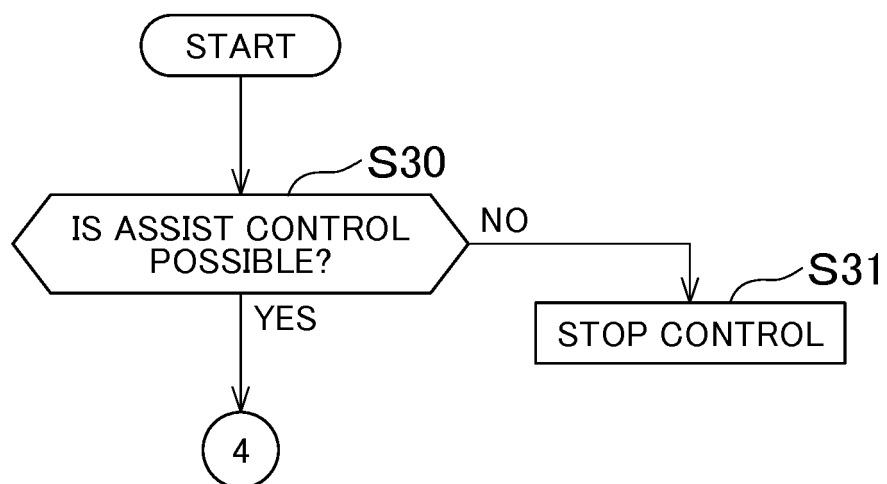 START
S30
IS ASSIST CONTROL
POSSIBLE?
NO
YES
S31
STOP CONTROL
4